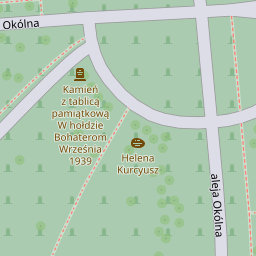 Okólna
Kamień
z tablicą
pamiątkową
W hołdzie
Bohaterom
Września
1939
Helena
Kurcyusz
aleja Okólna